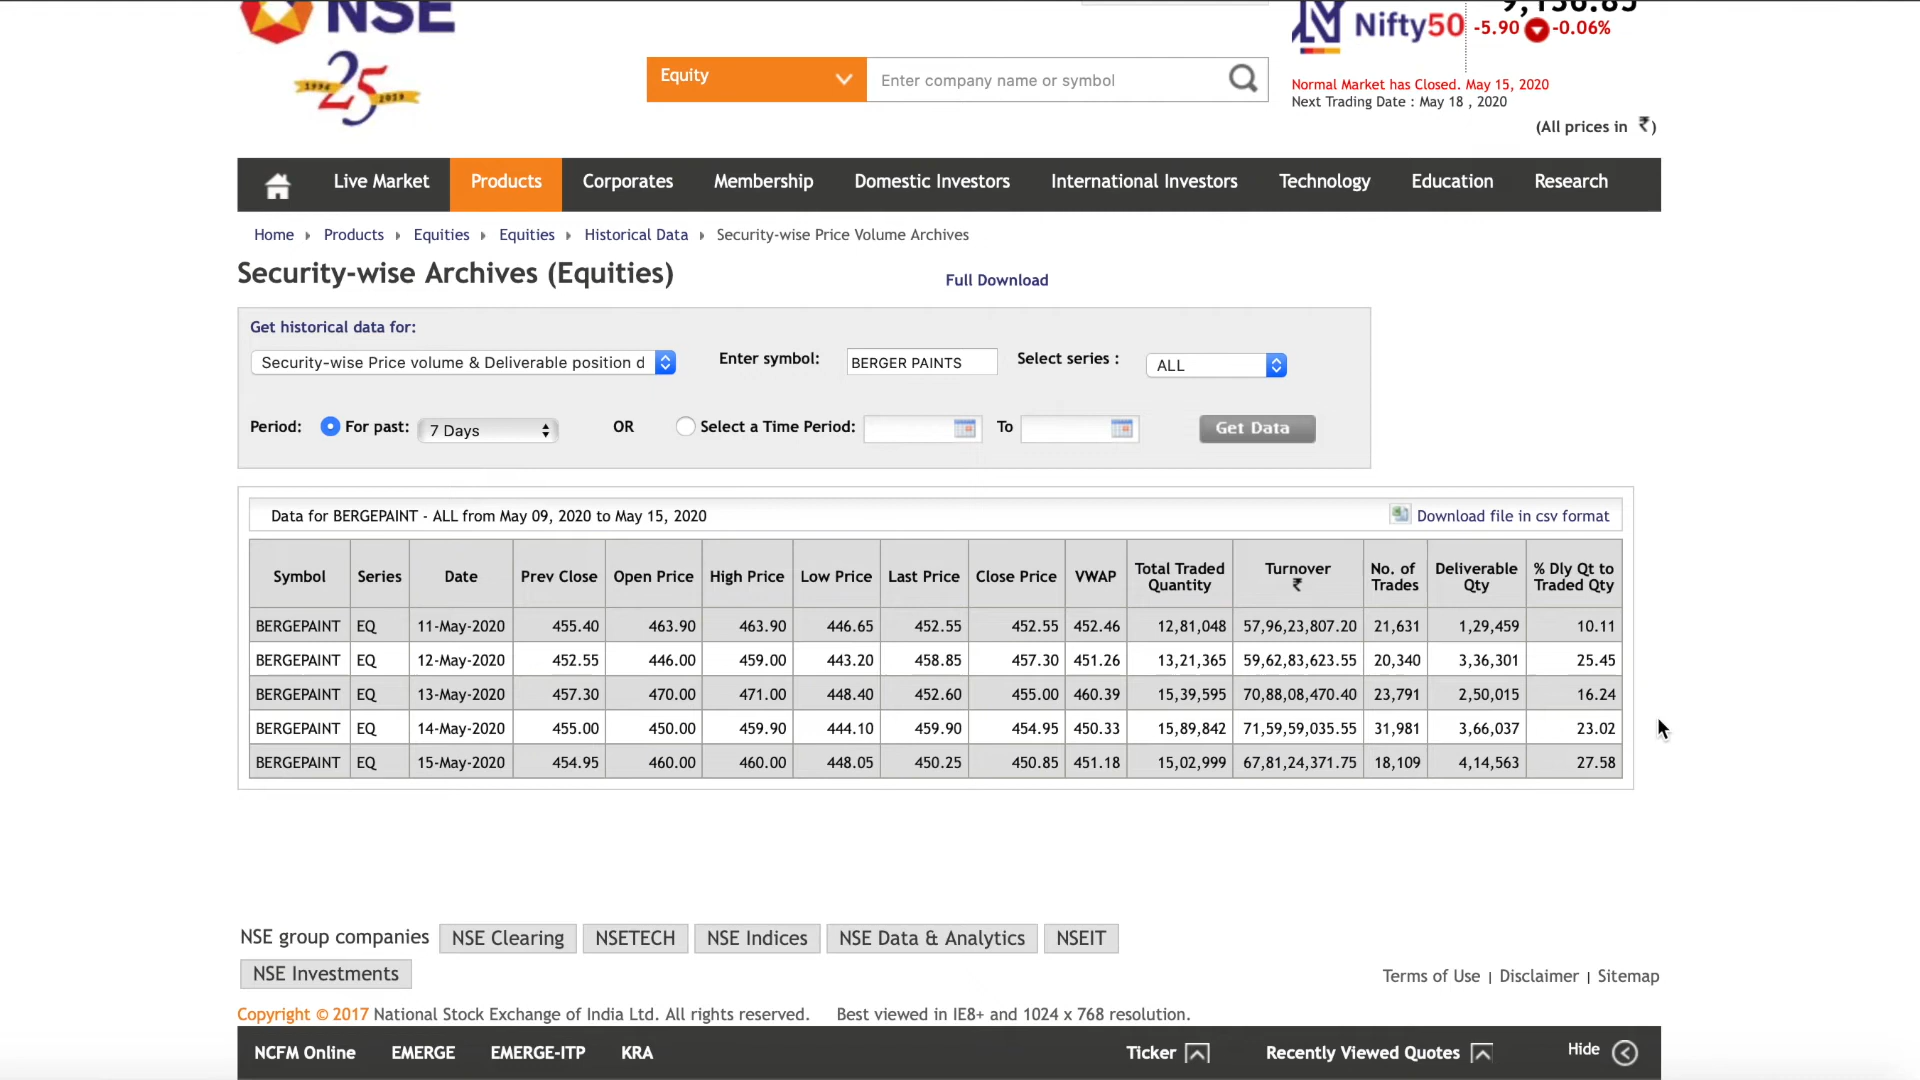 NSE
1994 25 2019
Equity
Enter company name or symbol
Nifty50
-5.90 -0.06%
Normal Market has Closed. May 15, 2020
Next Trading Date : May 18 , 2020
(All prices in ₹)
Live Market Products Corporates Membership Domestic Investors International Investors Technology Education Research
Home Products Equities Equities Historical Data Security-wise Price Volume Archives
Security-wise Archives (Equities)
Full Download
Get historical data for:
Security-wise Price volume & Deliverable position d Enter symbol: BERGER PAINTS Select series : ALL
Period: For past: 7 Days OR Select a Time Period: To Get Data
Data for BERGEPAINT - ALL from May 09, 2020 to May 15, 2020 Download file in csv format
Symbol Series Date Prev Close Open Price High Price Low Price Last Price Close Price VWAP Total Traded Quantity Turnover ₹ No. of Trades Deliverable Qty % Dly Qt to Traded Qty
BERGEPAINT EQ 11-May-2020 455.40 463.90 463.90 446.65 452.55 452.55 452.46 12,81,048 57,96,23,807.20 21,631 1,29,459 10.11
BERGEPAINT EQ 12-May-2020 452.55 446.00 459.00 443.20 458.85 457.30 451.26 13,21,365 59,62,83,623.55 20,340 3,36,301 25.45
BERGEPAINT EQ 13-May-2020 457.30 470.00 471.00 448.40 452.60 455.00 460.39 15,39,595 70,88,08,470.40 23,791 2,50,015 16.24
BERGEPAINT EQ 14-May-2020 455.00 450.00 459.90 444.10 459.90 454.95 450.33 15,89,842 71,59,59,035.55 31,981 3,66,037 23.02
BERGEPAINT EQ 15-May-2020 454.95 460.00 460.00 448.05 450.25 450.85 451.18 15,02,999 67,81,24,371.75 18,109 4,14,563 27.58
NSE group companies NSE Clearing NSETECH NSE Indices NSE Data & Analytics NSEIT
NSE Investments
Terms of Use | Disclaimer | Sitemap
Copyright © 2017 National Stock Exchange of India Ltd. All rights reserved. Best viewed in IE8+ and 1024 x 768 resolution.
NCFM Online EMERGE EMERGE-ITP KRA Ticker Recently Viewed Quotes Hide